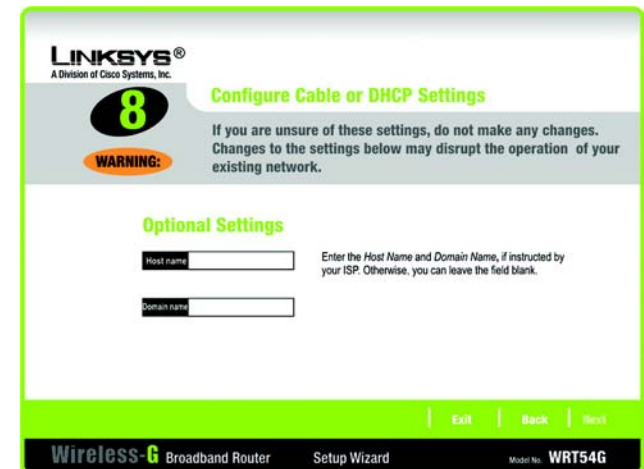 LINKSYS®
A Division of Cisco Systems, Inc.
8
Configure Cable or DHCP Settings
WARNING:
If you are unsure of these settings, do not make any changes.
Changes to the settings below may disrupt the operation of your
existing network.
Optional Settings
Host name
Enter the Host Name and Domain Name, if instructed by
your ISP. Otherwise, you can leave the field blank.
Domain name
Exit
Back
Next
Wireless-G Broadband Router
Setup Wizard
Model No. WRT54G